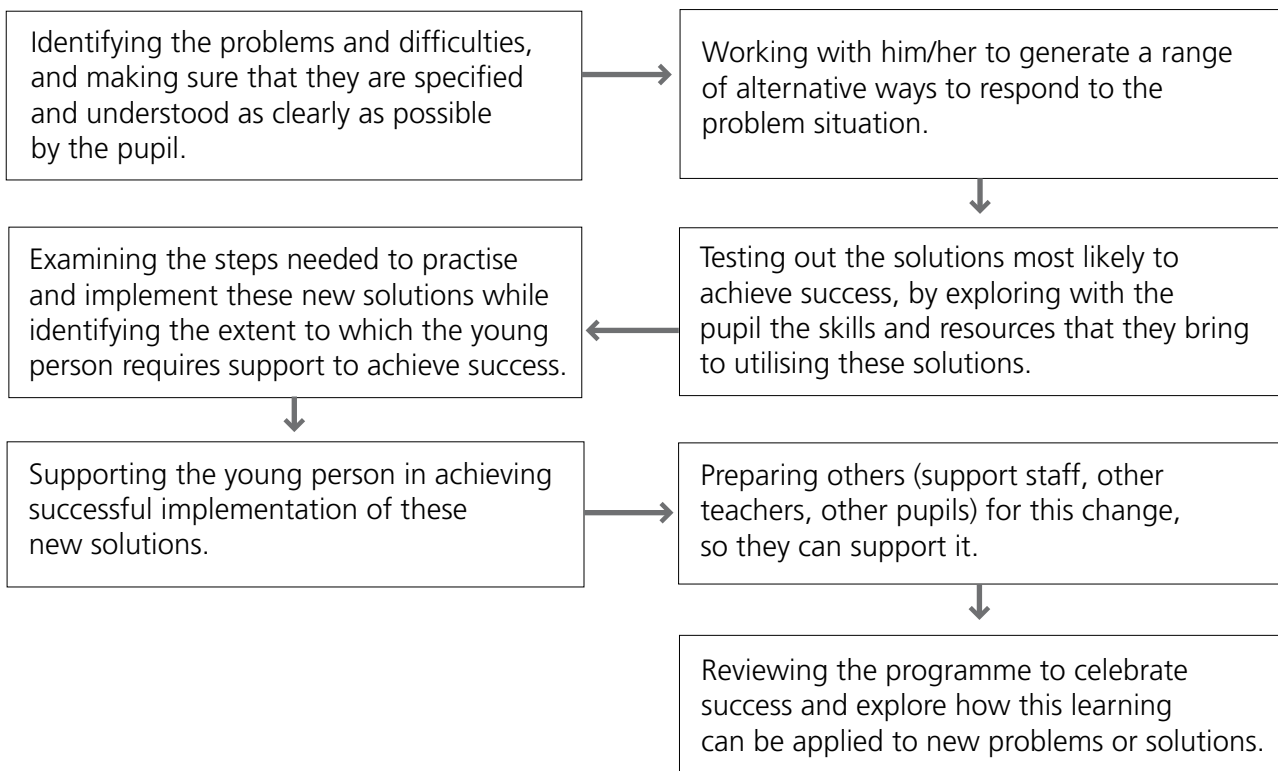 Identifying the problems and difficulties,
and making sure that they are specified
and understood as clearly as possible
by the pupil.
Working with him/her to generate a range
of alternative ways to respond to the
problem situation.
Testing out the solutions most likely to
achieve success, by exploring with the
pupil the skills and resources that they bring
to utilising these solutions.
Examining the steps needed to practise
and implement these new solutions while
identifying the extent to which the young
person requires support to achieve success.
Supporting the young person in achieving
successful implementation of these
new solutions.
Preparing others (support staff, other
teachers, other pupils) for this change,
so they can support it.
Reviewing the programme to celebrate
success and explore how this learning
can be applied to new problems or solutions.